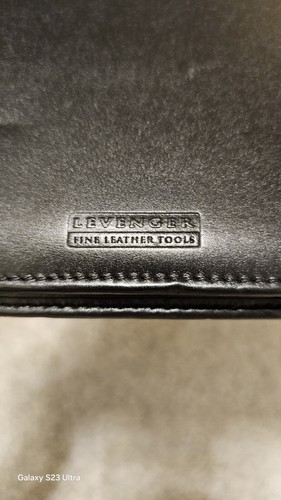 LEVENGER
FINE LEATHER TOOLS
Galaxy S23 Ultra